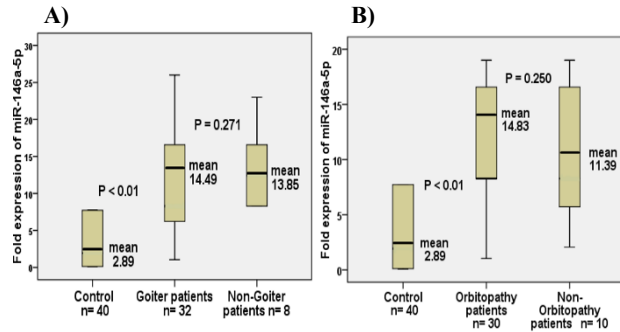 A)
Fold expression of miR-146a-5p
30
25
20
15
10
5
0
P < 0.01
P = 0.271
mean
2.89
mean
14.49
mean
13.85
Control
n= 40
Goiter patients
n= 32
Non-Goiter
patients n= 8
B)
Fold expression of miR-146a-5p
20
15
10
5
0
P < 0.01
P = 0.250
mean
2.89
mean
14.83
mean
11.39
Control
n= 40
Orbitopathy
patients
n= 30
Non-
Orbitopathy
patients n= 10